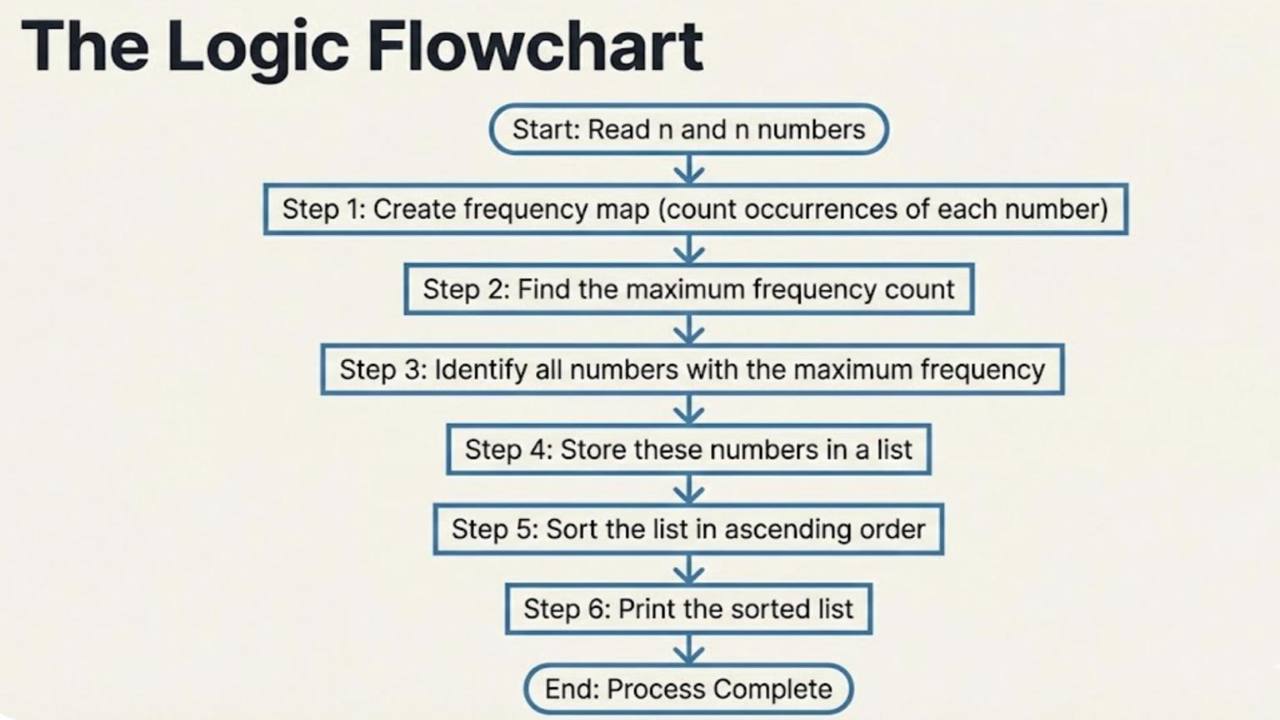 The Logic Flowchart
Start: Read n and n numbers
Step 1: Create frequency map (count occurrences of each number)
Step 2: Find the maximum frequency count
Step 3: Identify all numbers with the maximum frequency
Step 4: Store these numbers in a list
Step 5: Sort the list in ascending order
Step 6: Print the sorted list
End: Process Complete